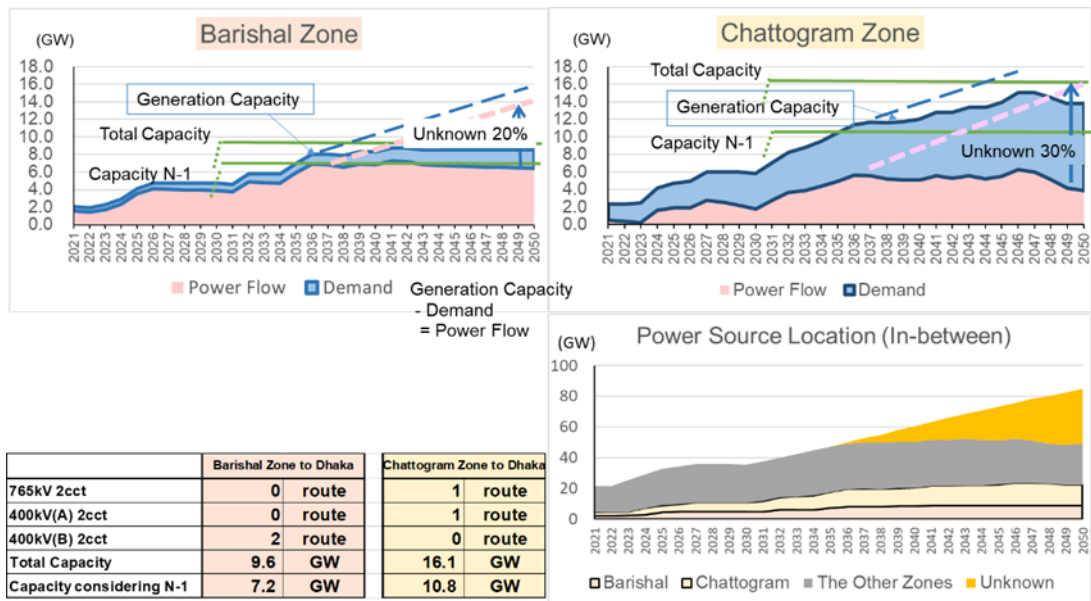 Barishal Zone
(GW)
18.0
16.0
14.0
12.0
10.0
8.0
6.0
4.0
2.0
0.0
Generation Capacity
Total Capacity
Unknown 20%
Capacity N-1
2021 2022 2023 2024 2025 2026 2027 2028 2029 2030 2031 2032 2033 2034 2035 2036 2037 2038 2039 2040 2041 2042 2043 2044 2045 2046 2047 2048 2049 2050
Power Flow Demand
Generation Capacity
- Demand
= Power Flow
Chattogram Zone
(GW)
18.0
16.0
14.0
12.0
10.0
8.0
6.0
4.0
2.0
0.0
Total Capacity
Generation Capacity
Capacity N-1
Unknown 30%
2021 2022 2023 2024 2025 2026 2027 2028 2029 2030 2031 2032 2033 2034 2035 2036 2037 2038 2039 2040 2041 2042 2043 2044 2045 2046 2047 2048 2049 2050
Power Flow Demand
Barishal Zone to Dhaka Chattogram Zone to Dhaka
765kV 2cct 0 route 1 route
400kV(A) 2cct 0 route 1 route
400kV(B) 2cct 2 route 0 route
Total Capacity 9.6 GW 16.1 GW
Capacity considering N-1 7.2 GW 10.8 GW
Power Source Location (In-between)
(GW)
100
80
60
40
20
0
2021 2022 2023 2024 2025 2026 2027 2028 2029 2030 2031 2032 2033 2034 2035 2036 2037 2038 2039 2040 2041 2042 2043 2044 2045 2046 2047 2048 2049 2050
Barishal Chattogram The Other Zones Unknown